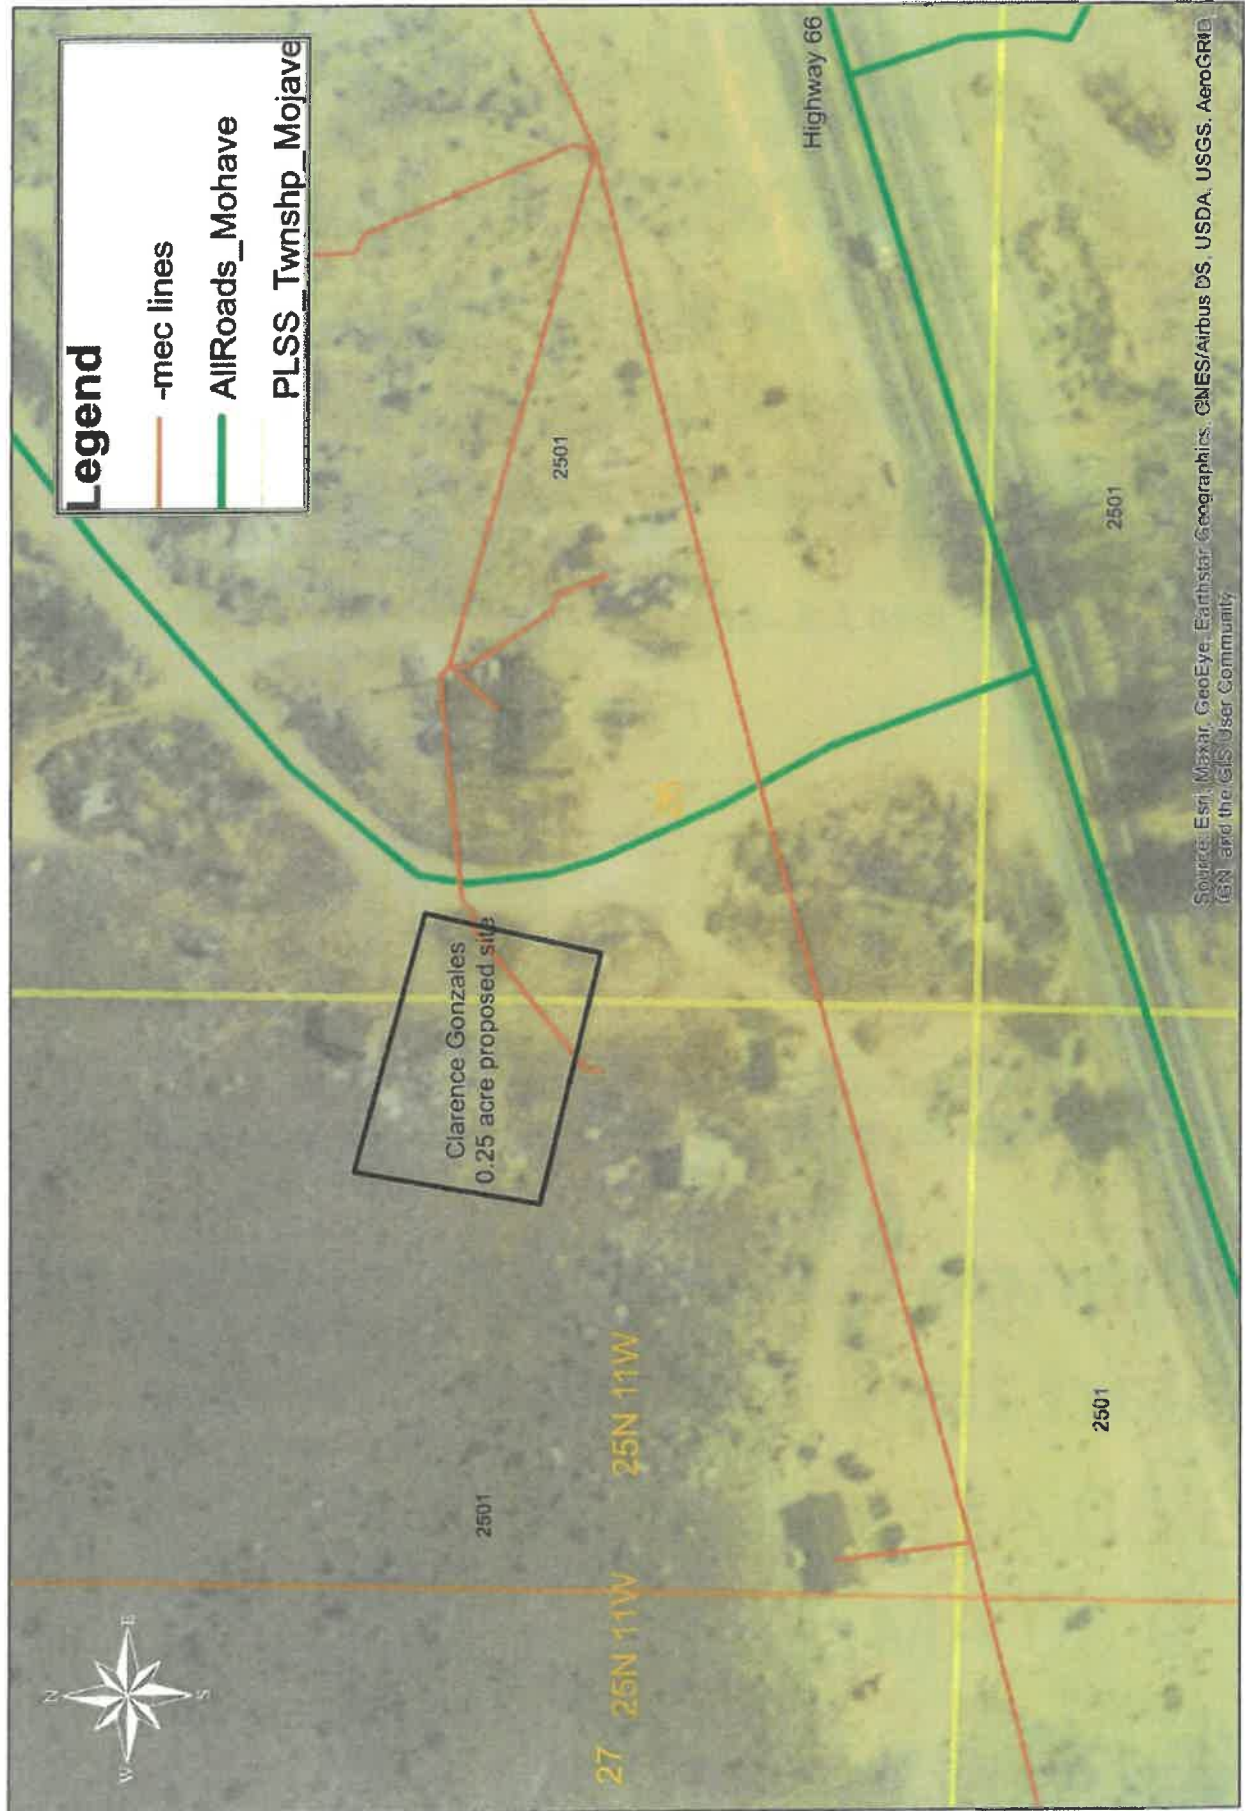 Legend
-mec lines
AllRoads_Mohave
PLSS_Twnshp_Mojave
Highway 66
2501
Clarence Gonzales
0.25 acre proposed site
2501
27 25N 11W 25N 11W
2501
2501
N
W
E
S
Source: Esri, Maxar, GeoEye, Earthstar Geographics, CNES/Airbus DS, USDA, USGS, AeroGRID,
IGN, and the GIS User Community